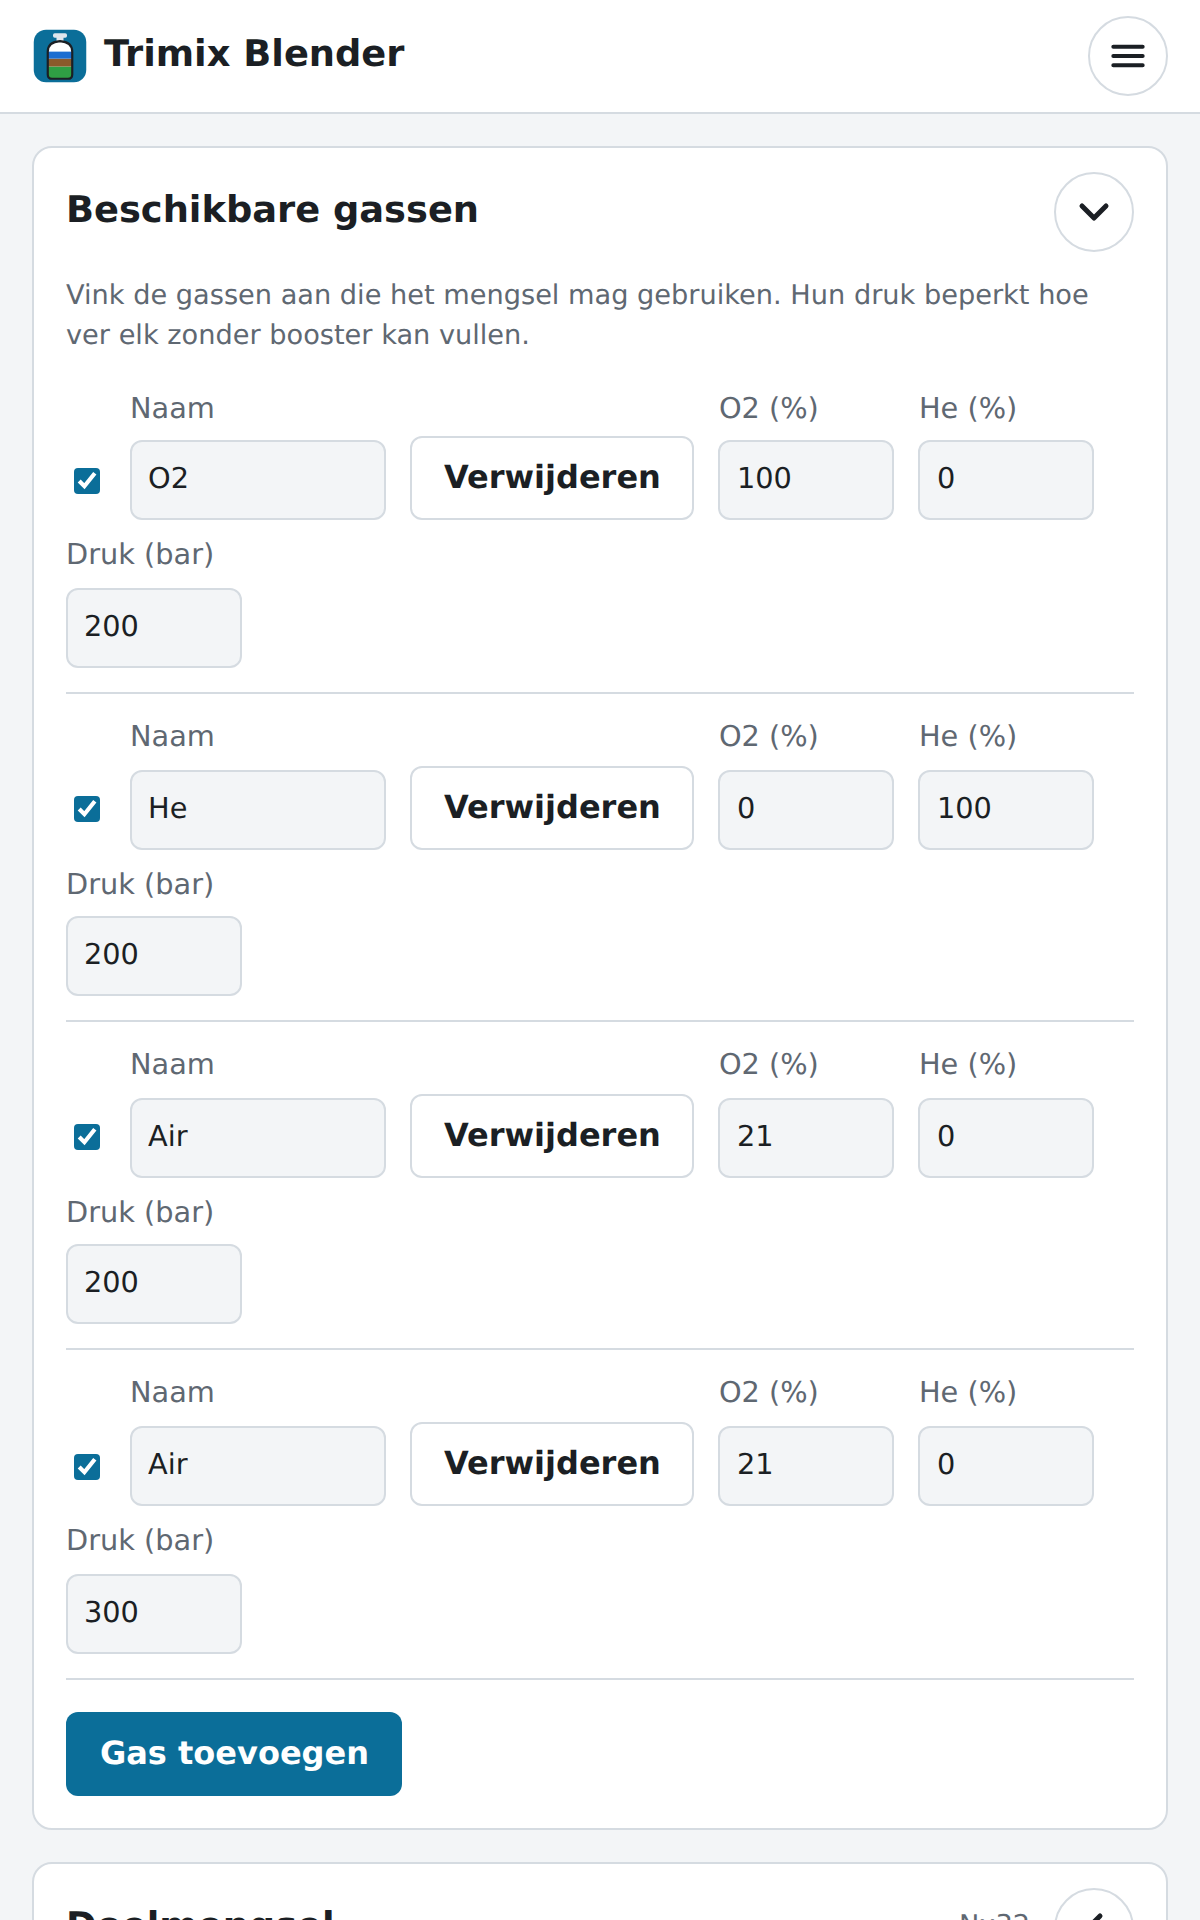 Trimix Blender
Beschikbare gassen
Vink de gassen aan die het mengsel mag gebruiken. Hun druk beperkt hoe
ver elk zonder booster kan vullen.
Naam O2 (%) He (%)
O2 Verwijderen 100 0
Druk (bar)
200
Naam O2 (%) He (%)
He Verwijderen 0 100
Druk (bar)
200
Naam O2 (%) He (%)
Air Verwijderen 21 0
Druk (bar)
200
Naam O2 (%) He (%)
Air Verwijderen 21 0
Druk (bar)
300
Gas toevoegen
Doelmengsel